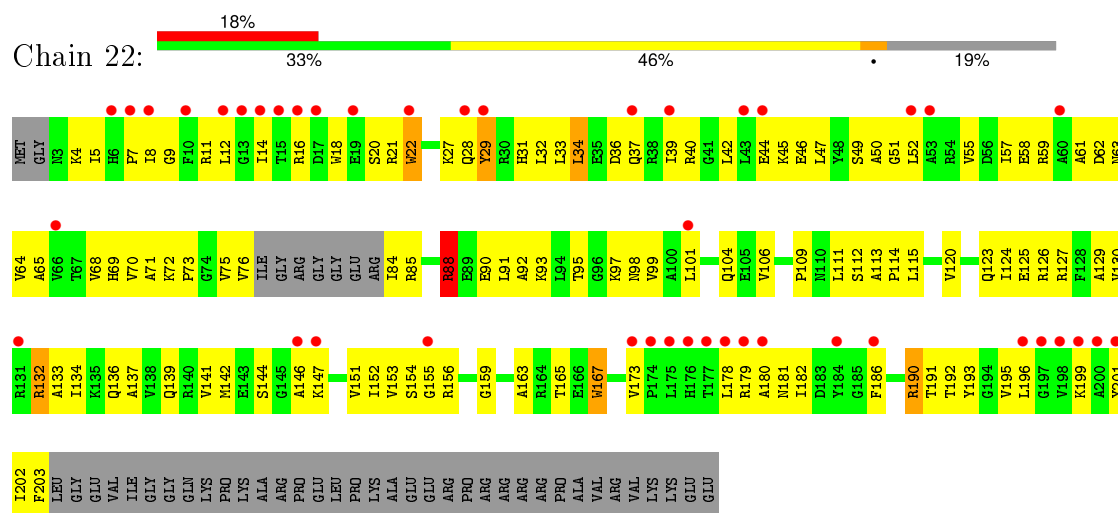 18%
Chain 22:
33% 46% • 19%
MET GLY N3 K4 I5 H6 P7 I8 G9 F10 R11 L12 G13 I14 T15 R16 D17 W18 E19 S20 R21 W22 K27 Q28 Y29 R30 H31 L32 L33 L34 E35 D36 Q37 R38 I39 R40 G41 L42 L43 E44 K45 E46 L47 Y48 S49 A50 G51 L52 A53 R54 V55 D56 I57 E58 R59 A60 A61 D62 N63
V64 A65 V66 T67 V68 H69 V70 A71 K72 P73 G74 V75 V76 ILE GLY ARG GLY GLY GLU ARG I84 R85 R88 E89 E90 L91 A92 K93 L94 T95 G96 K97 N98 V99 A100 L101 Q104 E105 V106 P109 N110 L111 S112 A113 P114 L115 V120 Q123 I124 E125 R126 R127 F128 A129 V130
R131 R132 A133 I134 K135 Q136 A137 V138 Q139 R140 V141 M142 E143 S144 G145 A146 K147 V151 I152 V153 S154 G155 R156 G159 A163 R164 T165 E166 W167 V173 P174 L175 H176 T177 L178 R179 A180 N181 I182 D183 Y184 G185 F186 R190 T191 T192 Y193 G194 V195 L196 G197 V198 K199 A200 Y201
I202 F203 LEU GLY GLU VAL ILE GLY GLY GLN LYS PRO LYS ALA ARG PRO GLU LEU PRO LYS ALA GLU GLU ARG PRO ARG ARG ARG ARG PRO ALA VAL ARG VAL LYS LYS GLU GLU